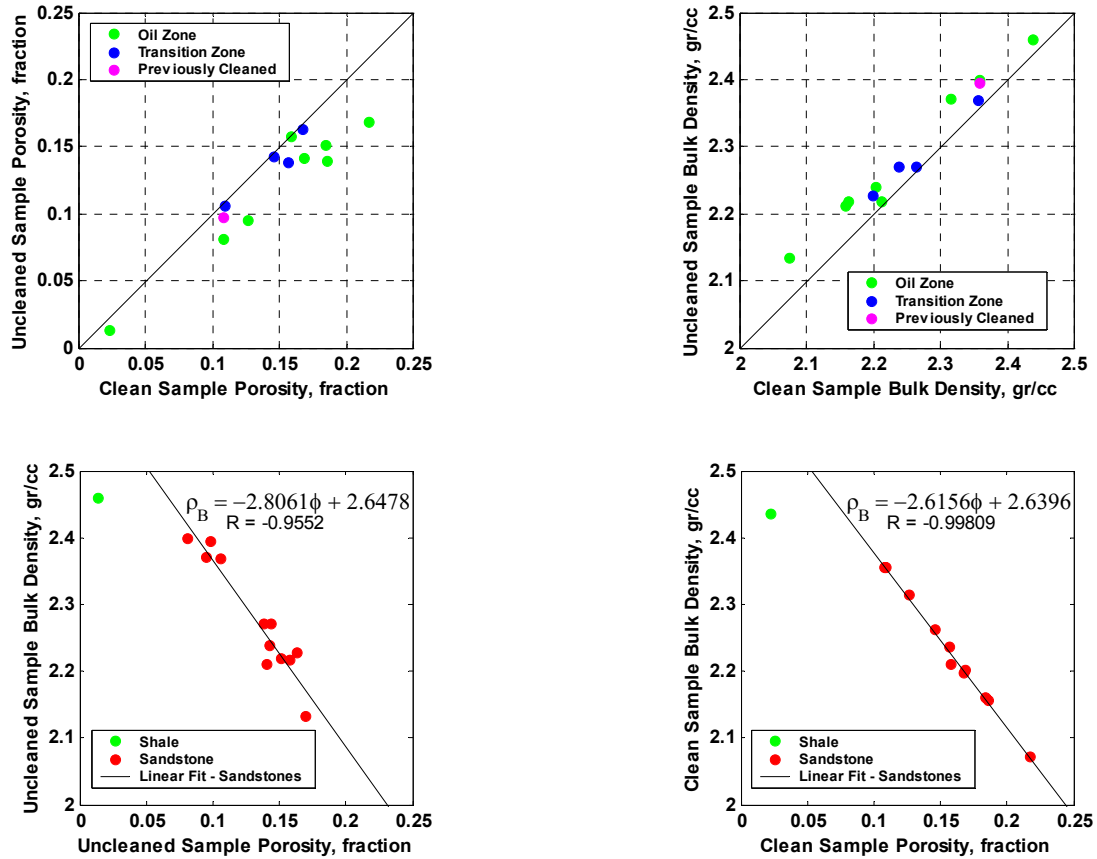 0.25
0.2
0.15
0.1
0.05
0
0 0.05 0.1 0.15 0.2 0.25
Uncleaned Sample Porosity, fraction
Clean Sample Porosity, fraction
Oil Zone
Transition Zone
Previously Cleaned
2.5
2.4
2.3
2.2
2.1
2
2 2.1 2.2 2.3 2.4 2.5
Uncleaned Sample Bulk Density, gr/cc
Clean Sample Bulk Density, gr/cc
Oil Zone
Transition Zone
Previously Cleaned
2.5
2.4
2.3
2.2
2.1
2
0 0.05 0.1 0.15 0.2 0.25
Uncleaned Sample Bulk Density, gr/cc
Uncleaned Sample Porosity, fraction
ρB = −2.8061ϕ + 2.6478
R = -0.9552
Shale
Sandstone
Linear Fit - Sandstones
2.5
2.4
2.3
2.2
2.1
2
0 0.05 0.1 0.15 0.2 0.25
Clean Sample Bulk Density, gr/cc
Clean Sample Porosity, fraction
ρB = −2.6156ϕ + 2.6396
R = -0.99809
Shale
Sandstone
Linear Fit - Sandstones